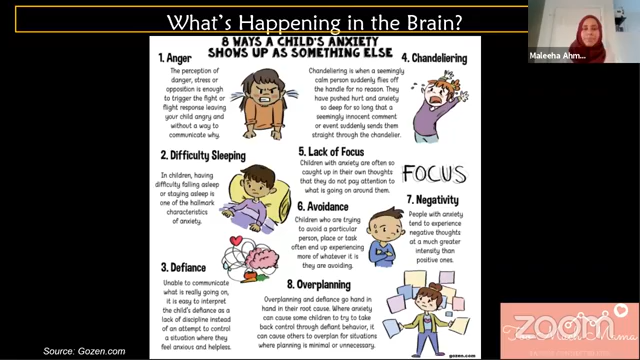 What's Happening in the Brain?
Maleeha Ahm...
8 WAYS A CHILD'S ANXIETY
SHOWS UP AS SOMETHING ELSE
1. Anger
The perception of
danger, stress or
opposition is enough
to trigger the fight or
flight response leaving
your child angry and
without a way to
communicate why.
2. Difficulty Sleeping
In children, having
difficulty falling asleep
or staying asleep is
one of the hallmark
characteristics
of anxiety.
3. Defiance
Unable to communicate
what is really going on,
it is easy to interpret
the child's defiance as a
lack of discipline instead
of an attempt to control
a situation where they
feel anxious and helpless.
4. Chandeliering
Chandeliering is when a seemingly
calm person suddenly flies off
the handle for no reason. They
have pushed hurt and anxiety
so deep for so long that a
seemingly innocent comment
or event suddenly sends them
straight through the chandelier.
5. Lack of Focus
Children with anxiety are often so
caught up in their own thoughts
that they do not pay attention to
what is going on around them.
FOCUS
6. Avoidance
Children who are trying
to avoid a particular
person, place or task
often end up experiencing
more of whatever it is
they are avoiding.
7. Negativity
People with anxiety
tend to experience
negative thoughts
at a much greater
intensity than
positive ones.
8. Overplanning
Overplanning and defiance go hand in
hand in their root cause. Where anxiety
can cause some children to try to take
back control through defiant behavior, it
can cause others to overplan for situations
where planning is minimal or unnecessary.
gozen.com
Source: Gozen.com
zoom